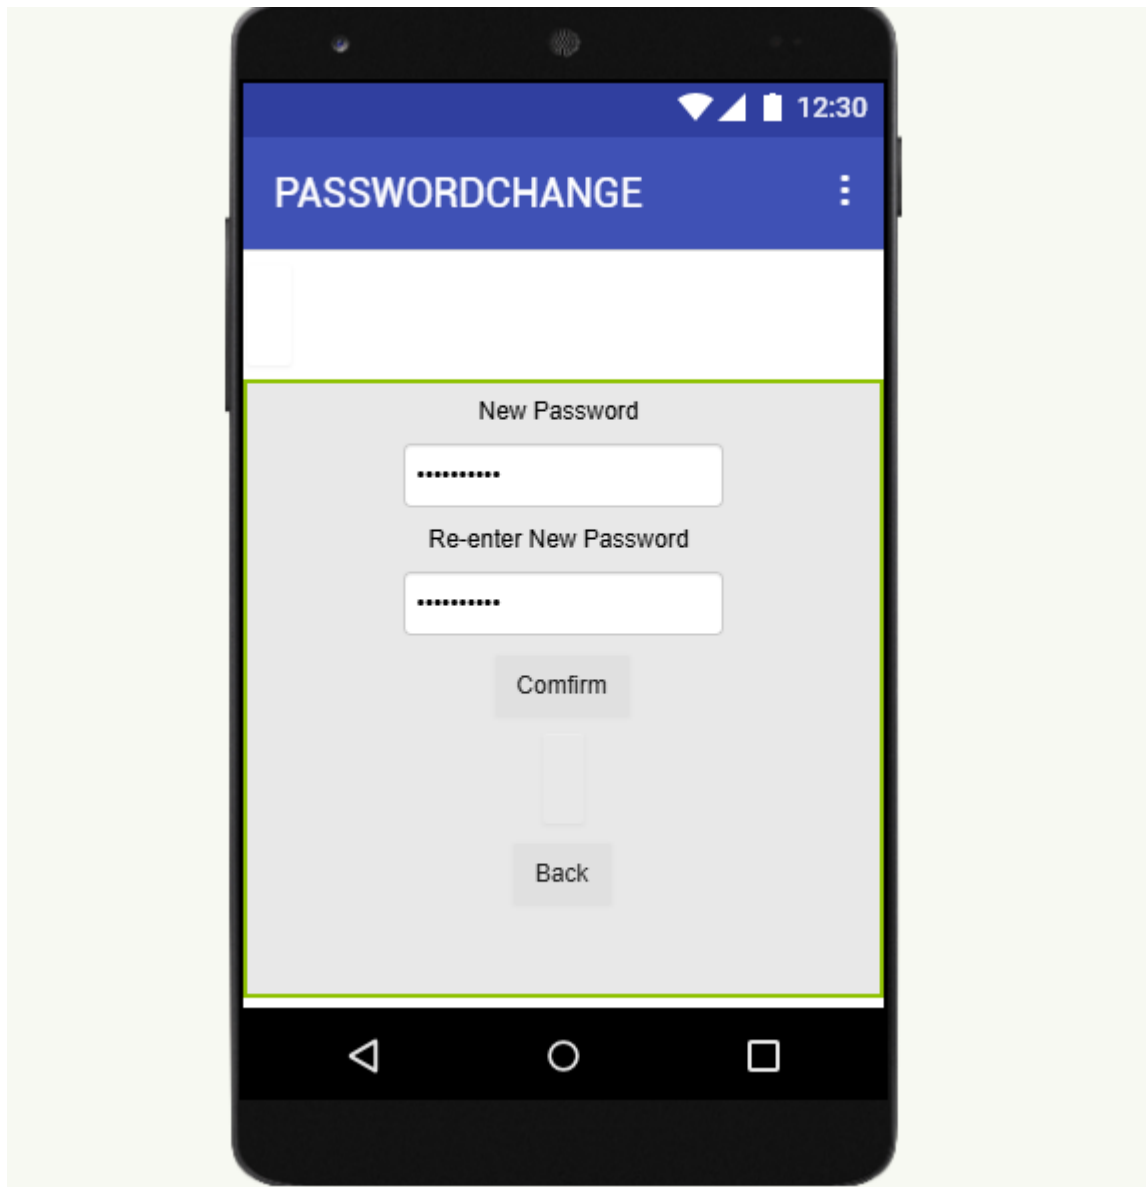 12:30
PASSWORDCHANGE
New Password
••••••••••
Re-enter New Password
••••••••••
Comfirm
Back